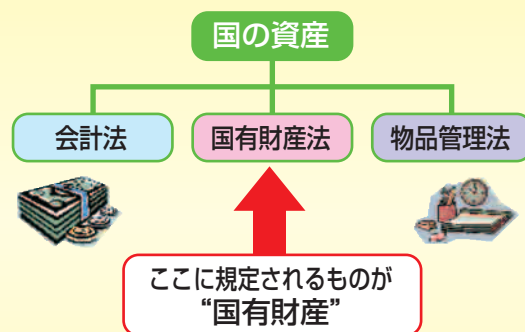 国の資産
会計法
国有財産法
物品管理法
ここに規定されるものが
“国有財産”